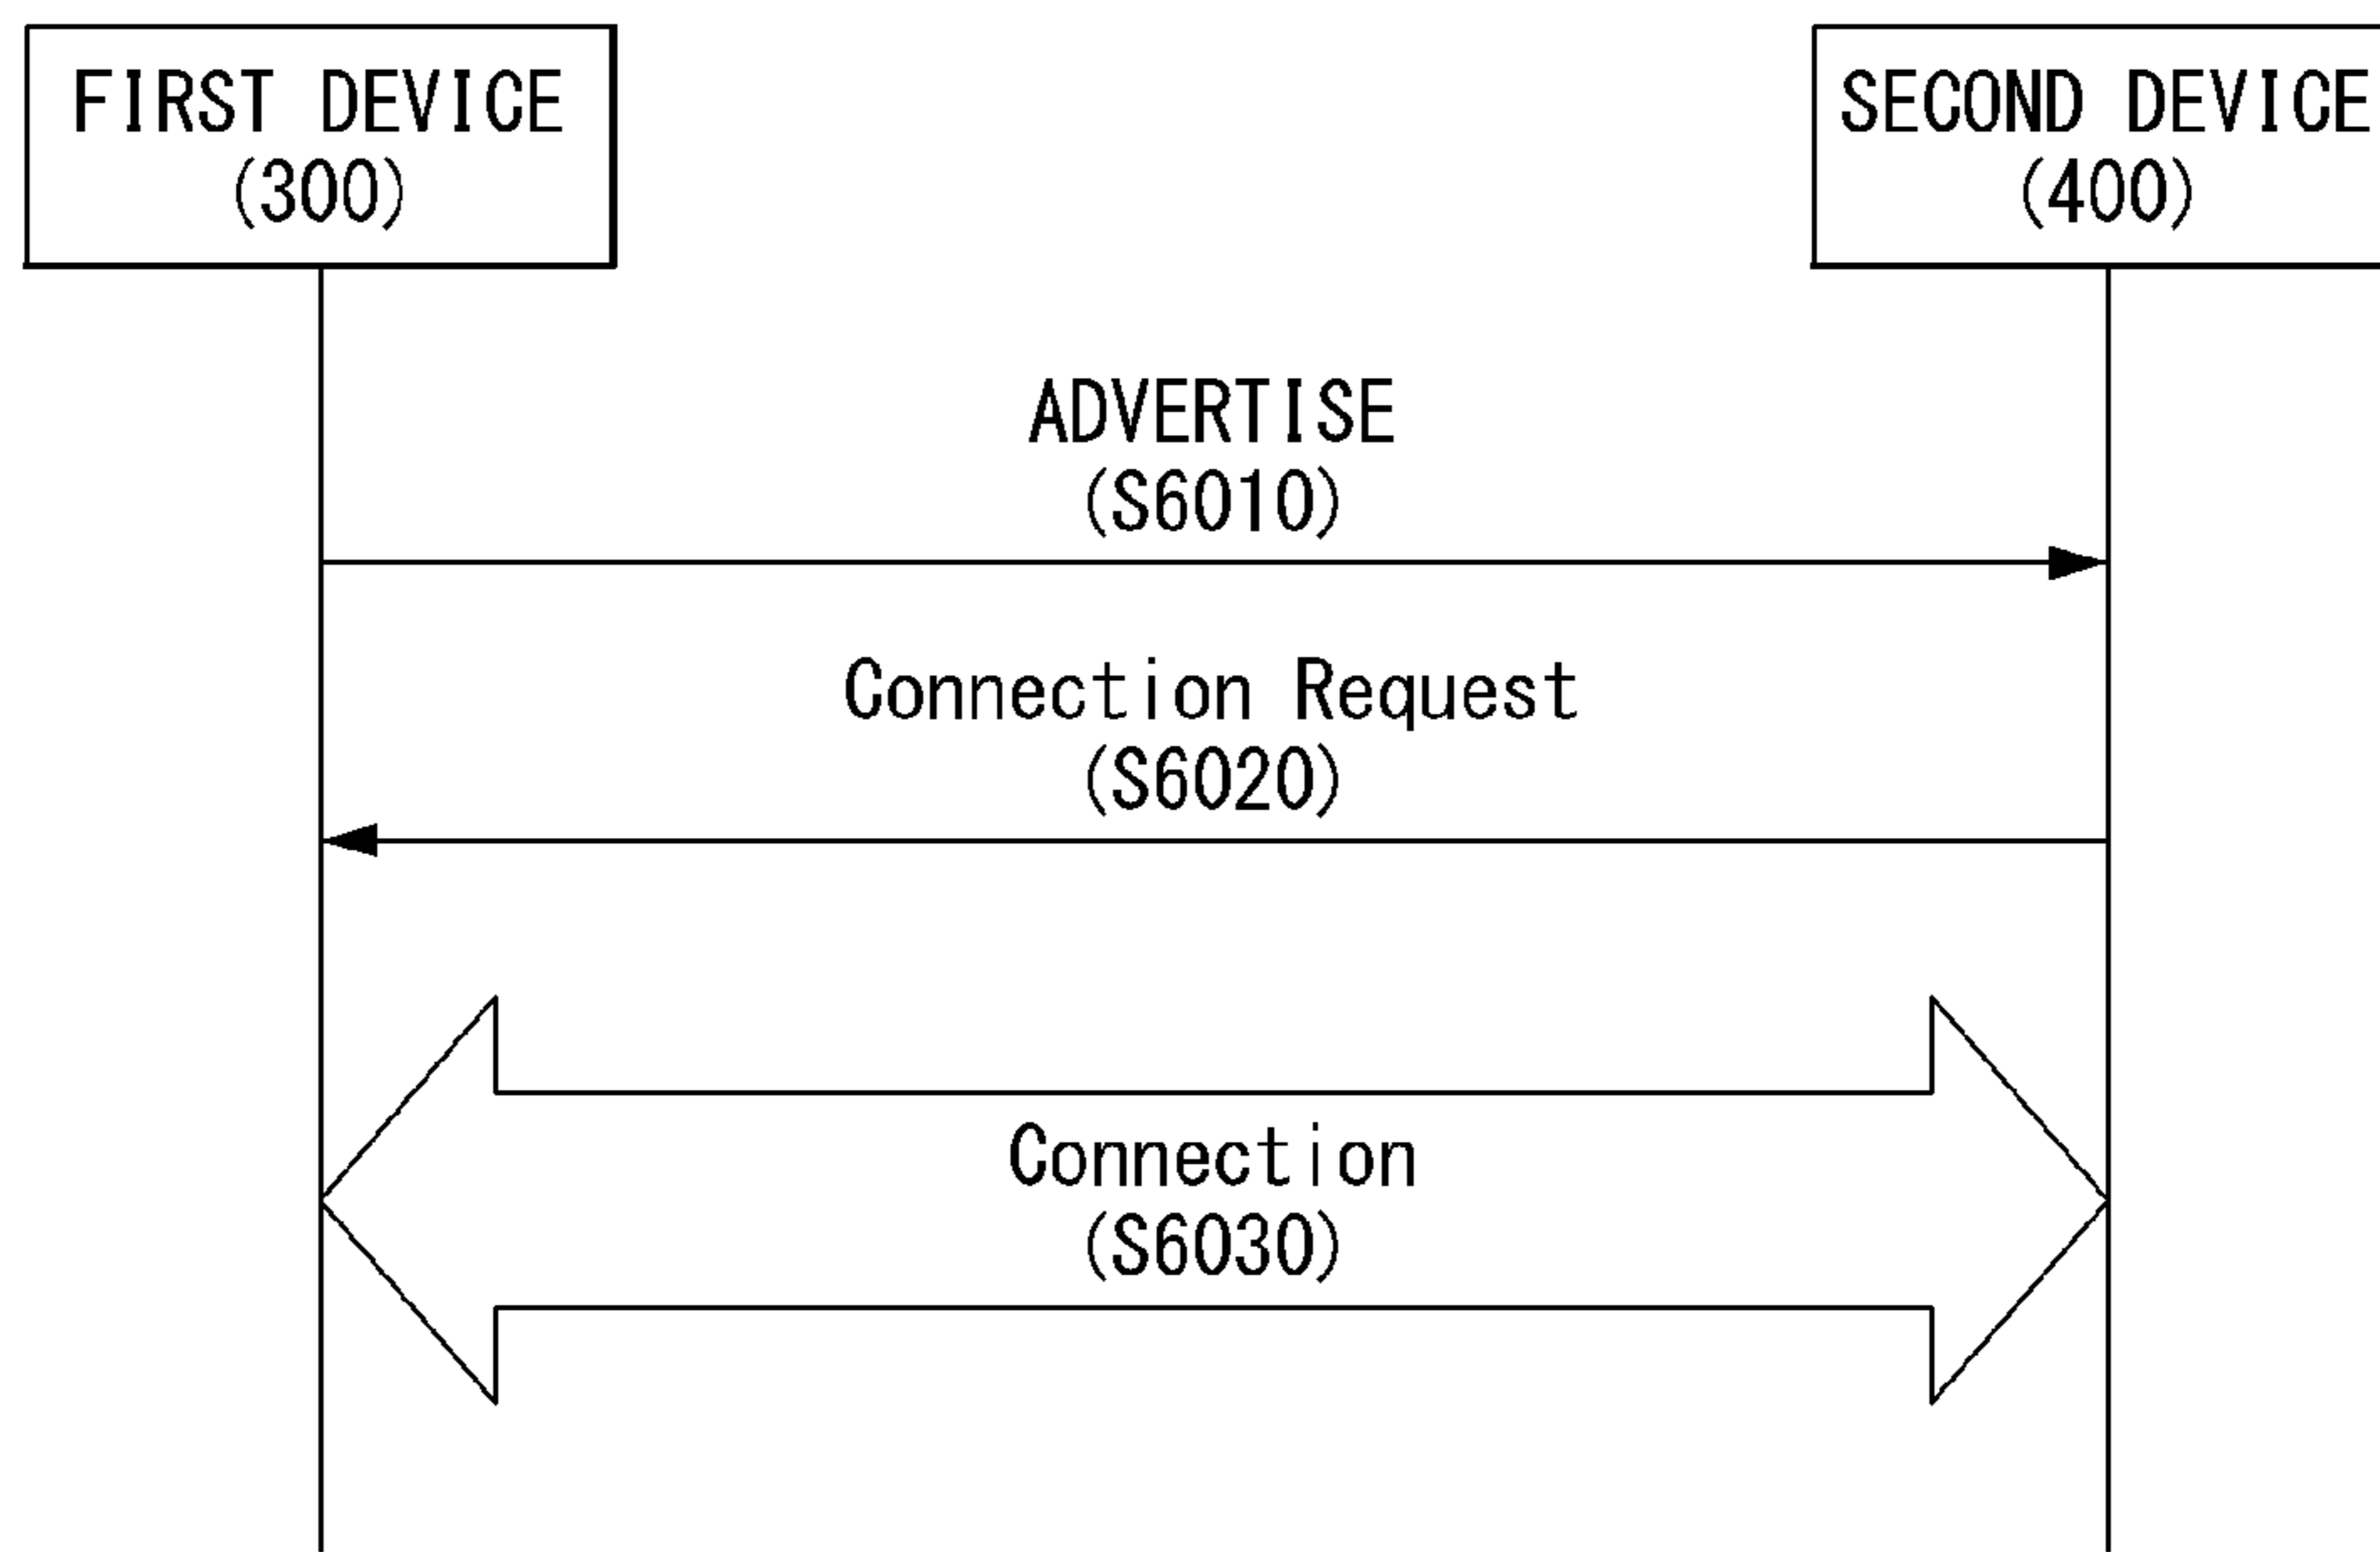 FIRST DEVICE
(300)
SECOND DEVICE
(400)
ADVERTISE
(S6010)
Connection Request
(S6020)
Connection
(S6030)